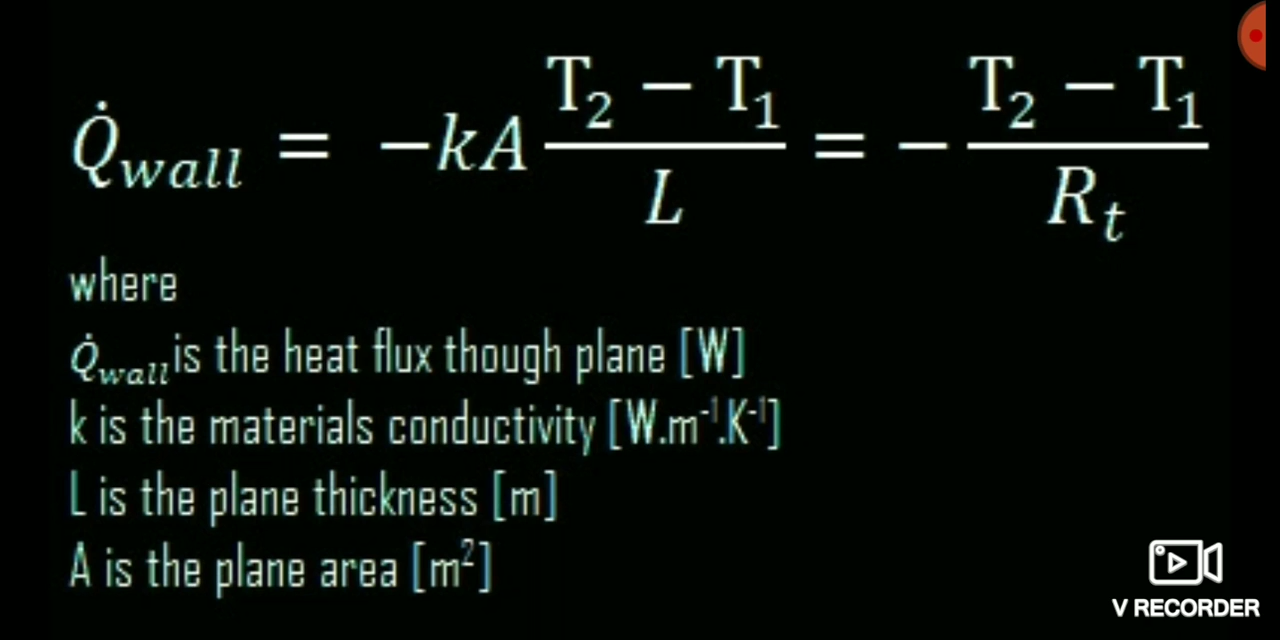 Q̇wall = −kA (T₂ − T₁)/L = − (T₂ − T₁)/Rₜ
where
Q̇wall is the heat flux though plane [W]
k is the materials conductivity [W.m⁻¹.K⁻¹]
L is the plane thickness [m]
A is the plane area [m²]
V RECORDER